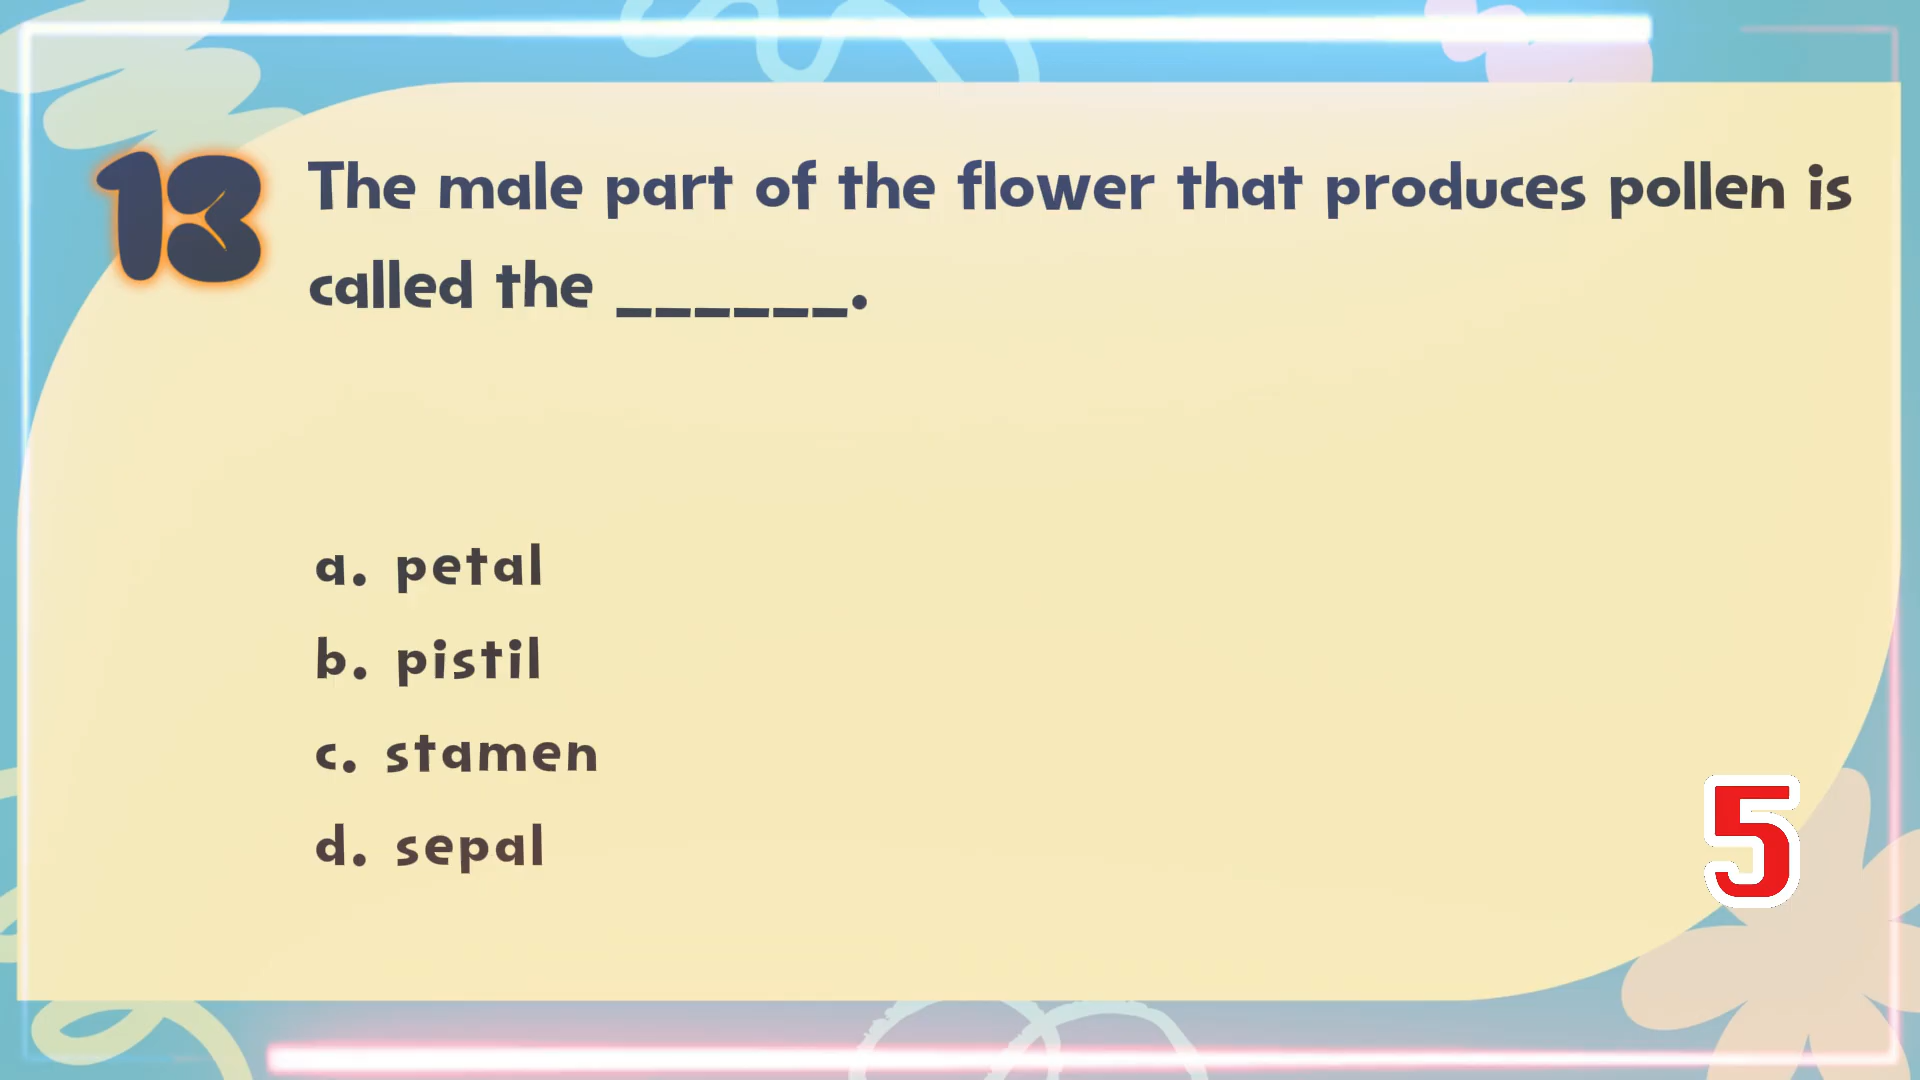 13
The male part of the flower that produces pollen is
called the ______.
a. petal
b. pistil
c. stamen
d. sepal
5